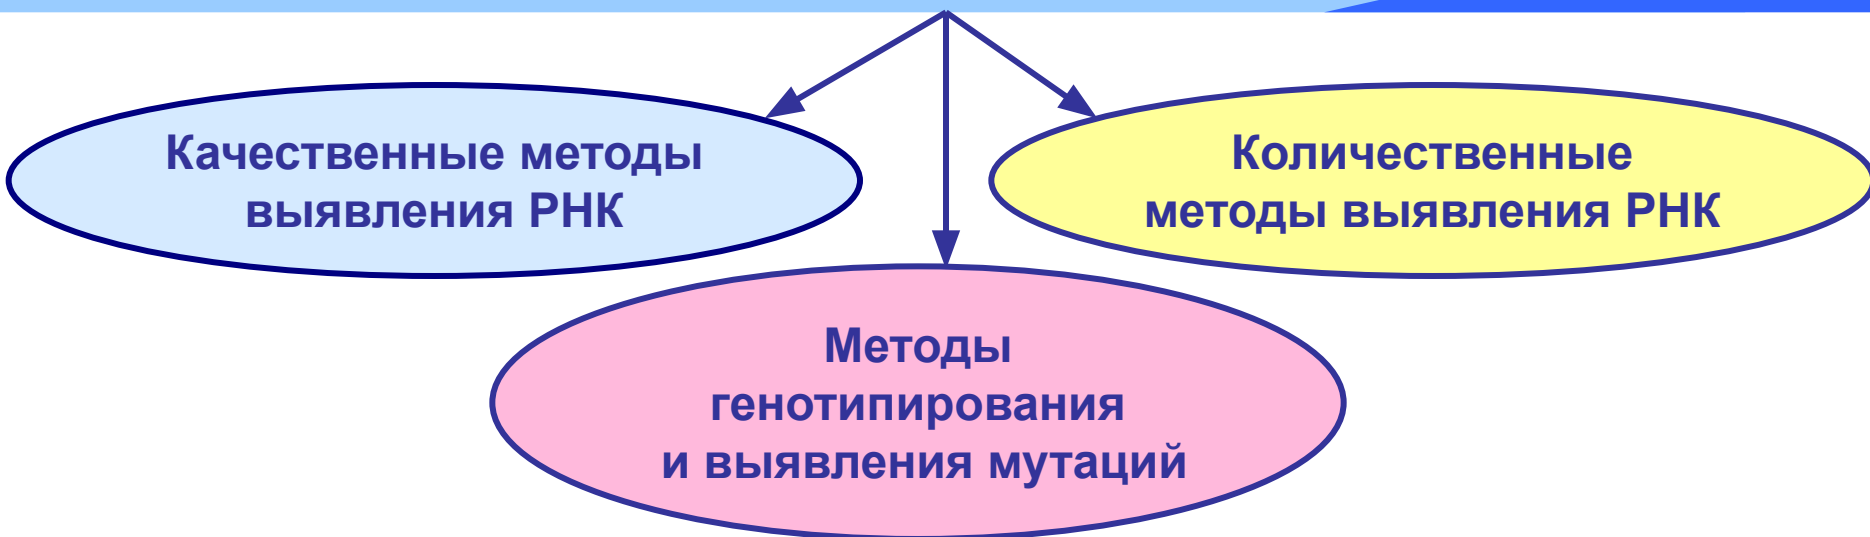 Качественные методы
выявления РНК
Количественные
методы выявления РНК
Методы
генотипирования
и выявления мутаций